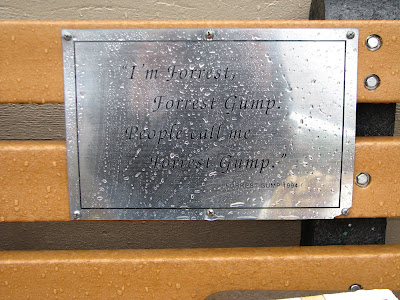 "I'm Forrest,
Forrest Gump.
People call me
Forrest Gump."
FORREST GUMP 1994